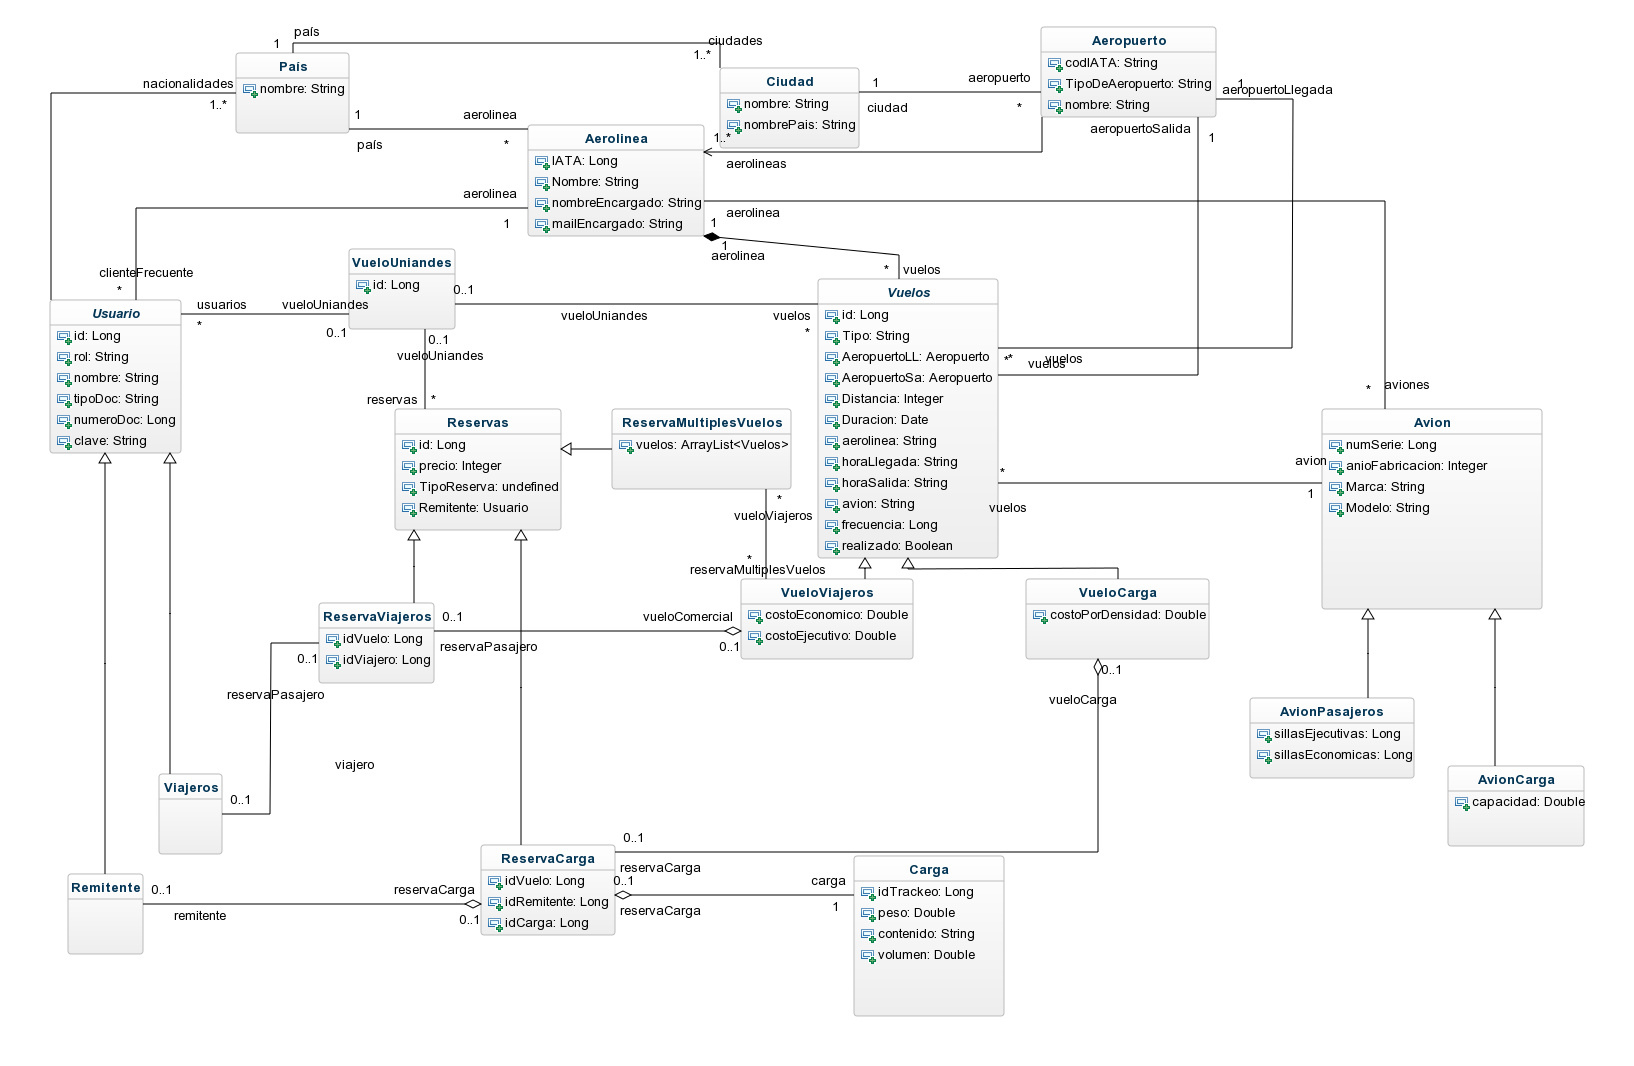 país
1
ciudades
1..*
País
nombre: String
nacionalidades
1..*
1
país
aerolinea
*
Ciudad
nombre: String
nombrePais: String
1
ciudad
aeropuerto
*
Aeropuerto
codIATA: String
TipoDeAeropuerto: String
nombre: String
1
aeropuertoLlegada
aeropuertoSalida
1
Aerolinea
IATA: Long
Nombre: String
nombreEncargado: String
mailEncargado: String
1..*
aerolineas
aerolinea
1
aerolinea
1
1
aerolinea
*
vuelos
clienteFrecuente
*
VueloUniandes
id: Long
0..1
vueloUniandes
vuelos
*
Usuario
id: Long
rol: String
nombre: String
tipoDoc: String
numeroDoc: Long
clave: String
usuarios
*
vueloUniandes
0..1
0..1
vueloUniandes
reservas
*
Vuelos
id: Long
Tipo: String
AeropuertoLL: Aeropuerto
AeropuertoSa: Aeropuerto
Distancia: Integer
Duracion: Date
aerolinea: String
horaLlegada: String
horaSalida: String
avion: String
frecuencia: Long
realizado: Boolean
*
*
vuelos
vuelos
*
aviones
*
vuelos
avion
1
Avion
numSerie: Long
anioFabricacion: Integer
Marca: String
Modelo: String
Reservas
id: Long
precio: Integer
TipoReserva: undefined
Remitente: Usuario
ReservaMultiplesVuelos
vuelos: ArrayList<Vuelos>
*
vueloViajeros
*
reservaMultiplesVuelos
VueloViajeros
costoEconomico: Double
costoEjecutivo: Double
VueloCarga
costoPorDensidad: Double
ReservaViajeros
idVuelo: Long
idViajero: Long
0..1
reservaPasajero
vueloComercial
0..1
0..1
reservaPasajero
0..1
vueloCarga
AvionPasajeros
sillasEjecutivas: Long
sillasEconomicas: Long
viajero
Viajeros
0..1
AvionCarga
capacidad: Double
0..1
reservaCarga
ReservaCarga
idVuelo: Long
idRemitente: Long
idCarga: Long
0..1
reservaCarga
carga
1
Carga
idTrackeo: Long
peso: Double
contenido: String
volumen: Double
Remitente
0..1
remitente
reservaCarga
0..1